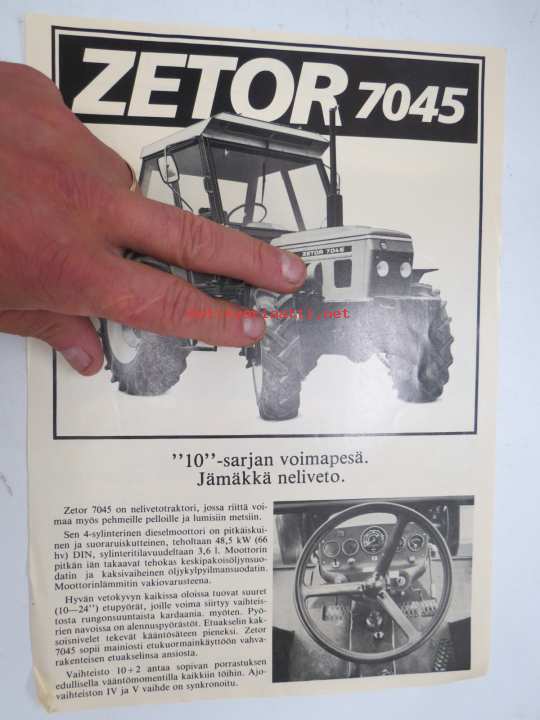 ZETOR 7045
ZETOR 7045
"10"-sarjan voimapesä.
Jämäkkä neliveto.
Zetor 7045 on nelivetotraktori, jossa riittä voi-
maa myös pehmeille pelloille ja lumisiin metsiin.
Sen 4-sylinterinen dieselmoottori on pitkäiskui-
nen ja suoraruiskutteinen, teholtaan 48,5 kW (66
hv) DIN, sylinteritilavuudeltaan 3,6 l. Moottorin
pitkän iän takaavat tehokas keskipakoisöljynsuo-
datin ja kaksivaiheinen öljykylpyilmansuodatin.
Moottorinlämmitin vakiovarusteena.
Hyvän vetokyvyn kaikissa oloissa tuovat suuret
(10—24") etupyörät, joille voima siirtyy vaihteis-
tosta rungonsuuntaista kardaania myöten. Pyö-
rien navoissa on alennuspyörästöt. Etuakselin kak-
soisnivelet tekevät kääntösäteen pieneksi. Zetor
7045 sopii mainiosti etukuormainkäyttöön vahva-
rakenteisen etuakselinsa ansiosta.
Vaihteisto 10+2 antaa sopivan porrastuksen
edullisella vääntömomentilla kaikkiin töihin. Ajo-
vaihteiston IV ja V vaihde on synkronoitu.